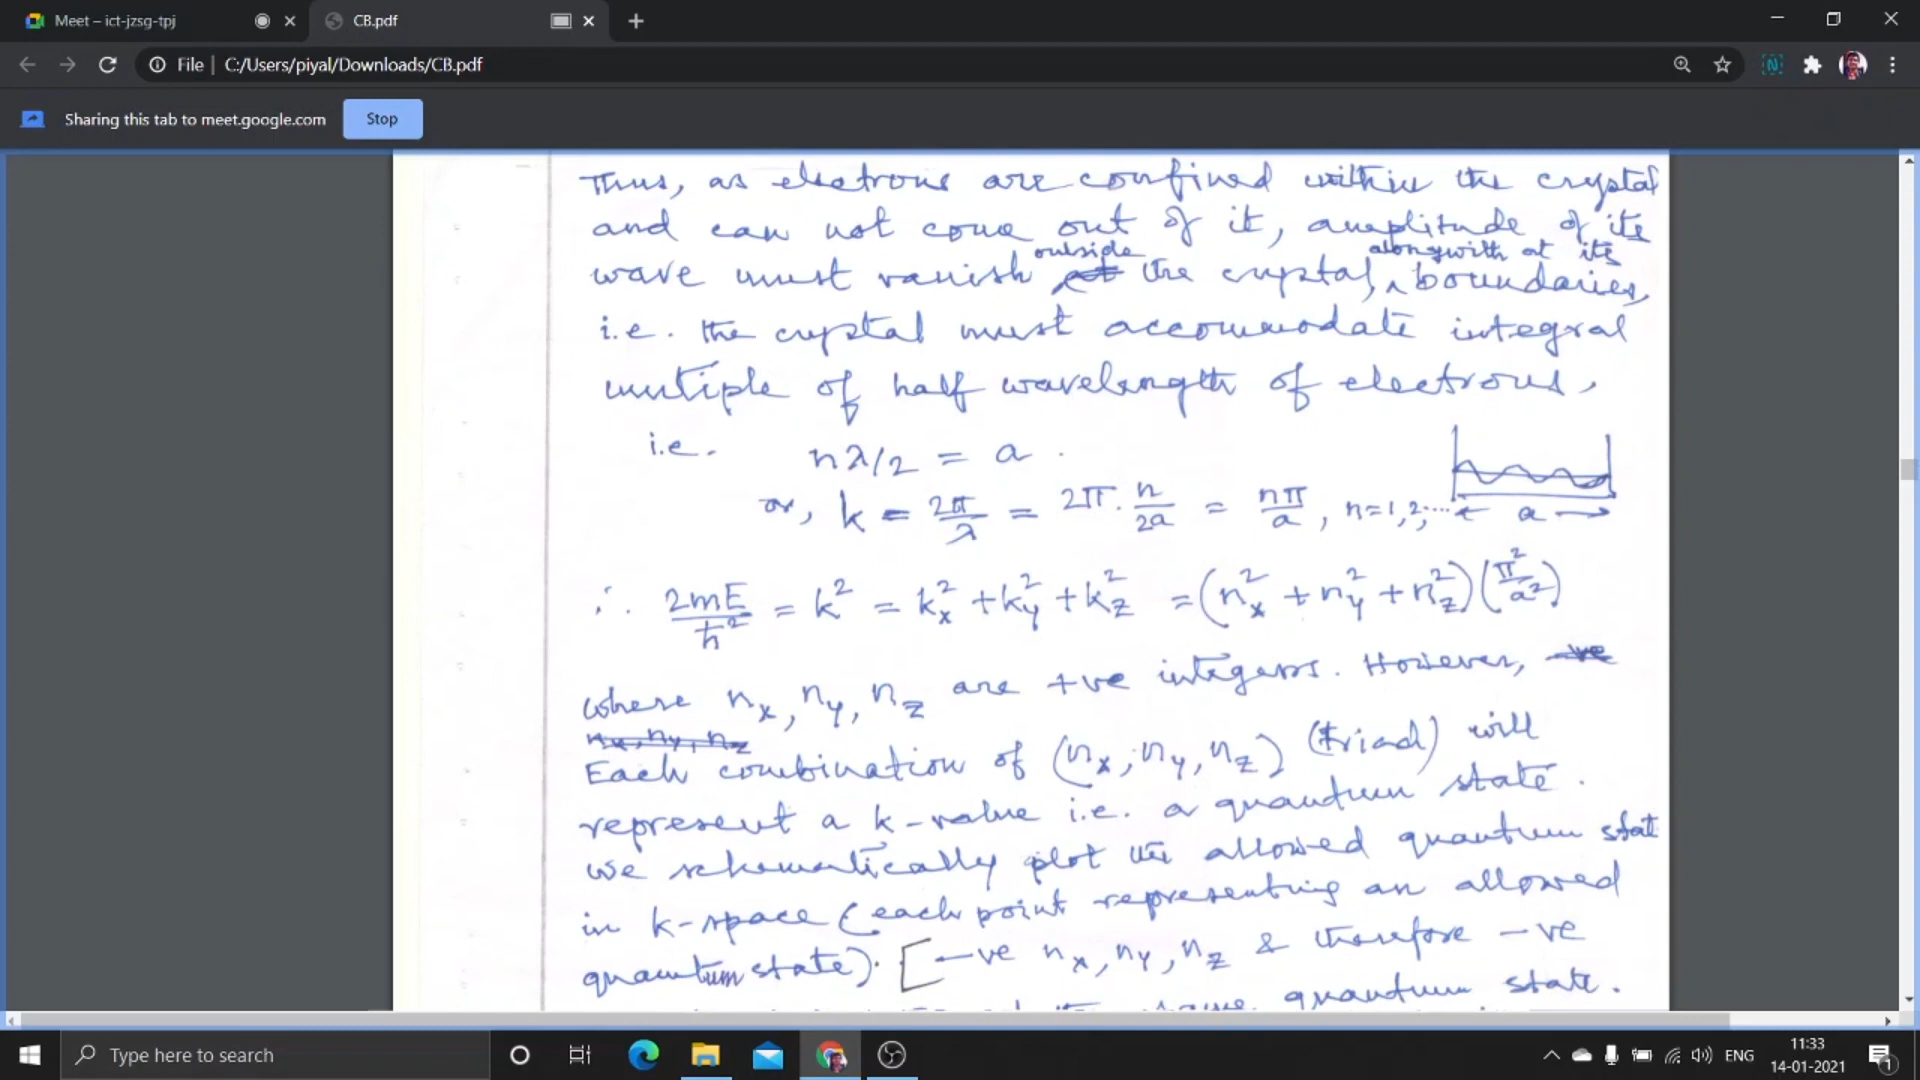 Meet – ict-jzsg-tpj
CB.pdf
File | C:/Users/piyal/Downloads/CB.pdf
Sharing this tab to meet.google.com
Stop
Thus, as electrons are confined within the crystal
and can not come out of it, amplitude of its
outside alongwith at its
wave must vanish at the crystal, ^ boundaries,
i.e. the crystal must accommodate integral
multiple of half wavelength of electrons,
i.e. nλ/2 = a
or, k = 2π/λ = 2π · n/2a = nπ/a, n=1,2,....
a
∴ 2mE/ħ² = k² = kx² + ky² + kz² = (nx² + ny² + nz²)(π²/a²)
where nx, ny, nz are +ve integers. However, -ve
nx, ny, nz
Each combination of (nx, ny, nz) (triad) will
represent a k-value i.e. a quantum state.
we schematically plot the allowed quantum stat
in k-space (each point representing an allowed
quantum state). [-ve nx, ny, nz & therefore -ve
quantum state.
Type here to search
ENG
11:33
14-01-2021
1